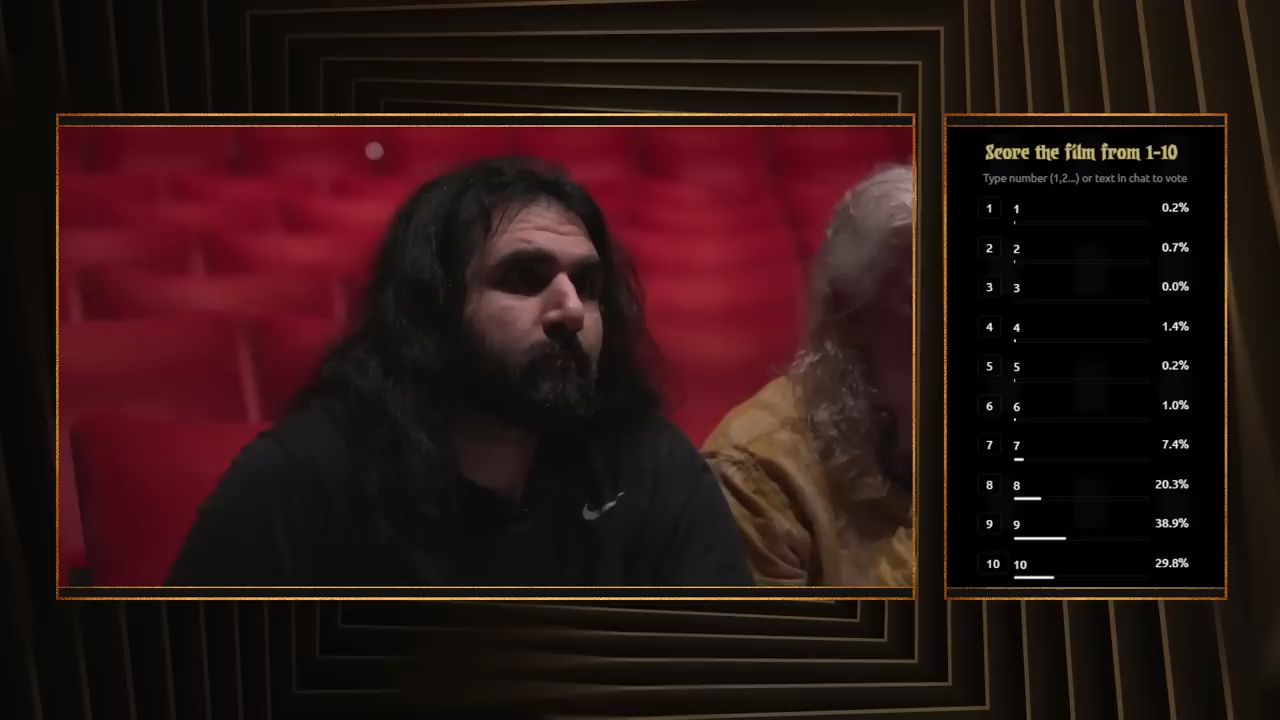 Score the film from 1-10
Type number (1,2...) or text in chat to vote
1 1 0.2%
2 2 0.7%
3 3 0.0%
4 4 1.4%
5 5 0.2%
6 6 1.0%
7 7 7.4%
8 8 20.3%
9 9 38.9%
10 10 29.8%